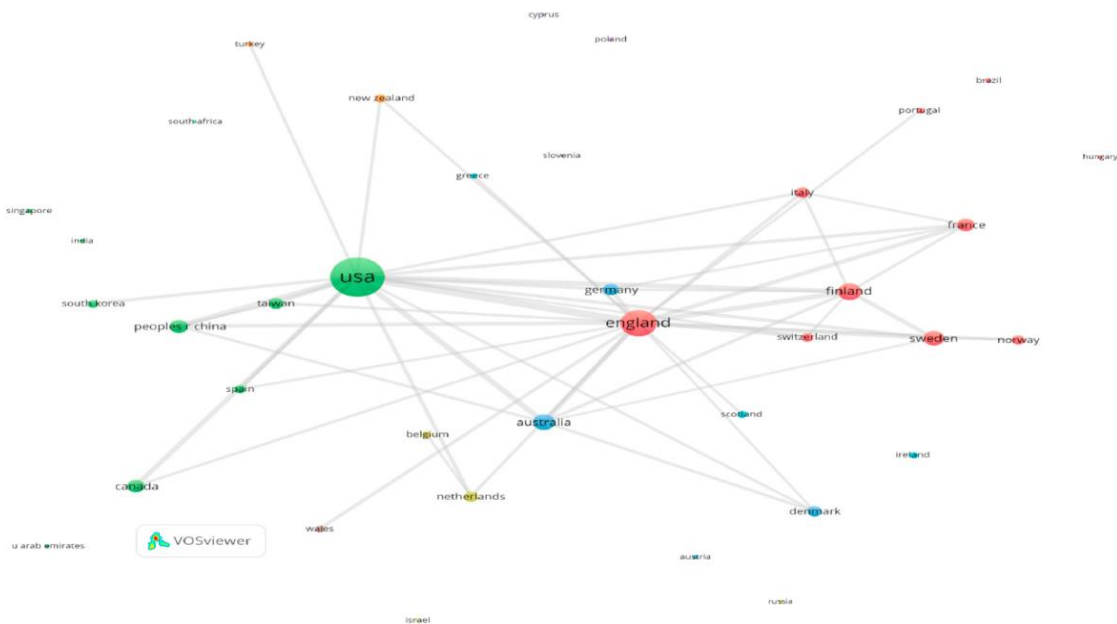 cyprus
poland
turkey
brazil
new zealand
portugal
south africa
slovenia
hungary
greece
italy
singapore
france
india
usa
germany
finland
south korea
taiwan
england
peoples r china
switzerland
sweden
norway
spain
scotland
australia
belgium
ireland
canada
netherlands
denmark
wales
VOSviewer
u arab emirates
austria
russia
israel